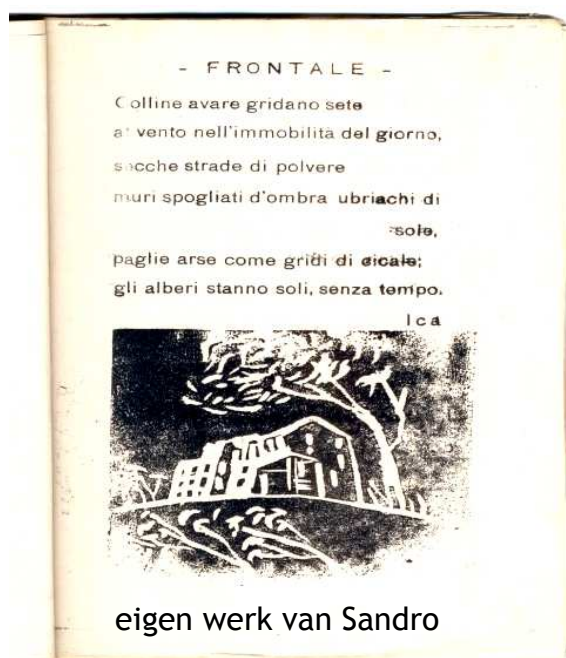 - FRONTALE -
Colline avare gridano sete
al vento nell'immobilità del giorno,
secche strade di polvere
muri spogliati d'ombra ubriachi di
sole,
paglie arse come gridi di cicale;
gli alberi stanno soli, senza tempo.
Ica
eigen werk van Sandro